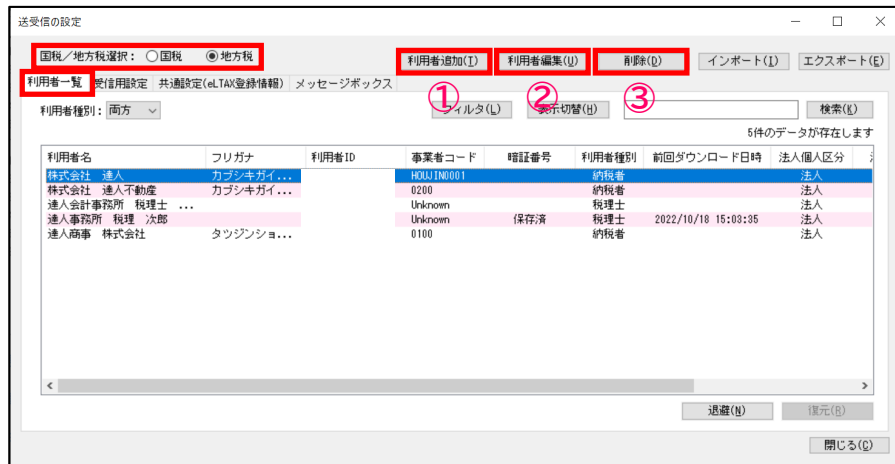 送受信の設定
国税／地方税選択： 国税 地方税
利用者追加(I) 利用者編集(U) 削除(D) インポート(I) エクスポート(E)
利用者一覧 受信用設定 共通設定(eLTAX登録情報) メッセージボックス
① ② ③
利用者種別： 両方 フィルタ(L) 表示切替(H) 検索(K)
5件のデータが存在します
利用者名 フリガナ 利用者ID 事業者コード 暗証番号 利用者種別 前回ダウンロード日時 法人個人区分
株式会社 達人 カブシキガイ... HOUJIN0001 納税者 法人
株式会社 達人不動産 カブシキガイ... 0200 納税者 法人
達人会計事務所 税理士 ... Unknown 税理士 法人
達人事務所 税理 次郎 Unknown 保存済 税理士 2022/10/18 15:03:35 法人
達人商事 株式会社 タツジンショ... 0100 納税者 法人
退避(N) 復元(R)
閉じる(C)